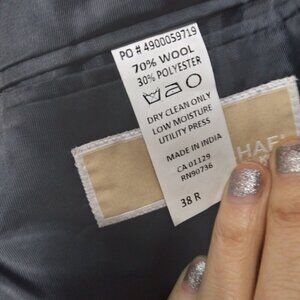 PO # 4900059719
70% WOOL
30% POLYESTER
DRY CLEAN ONLY
LOW MOISTURE
UTILITY PRESS
MADE IN INDIA
CA 01129
RN90736
38 R
HAE